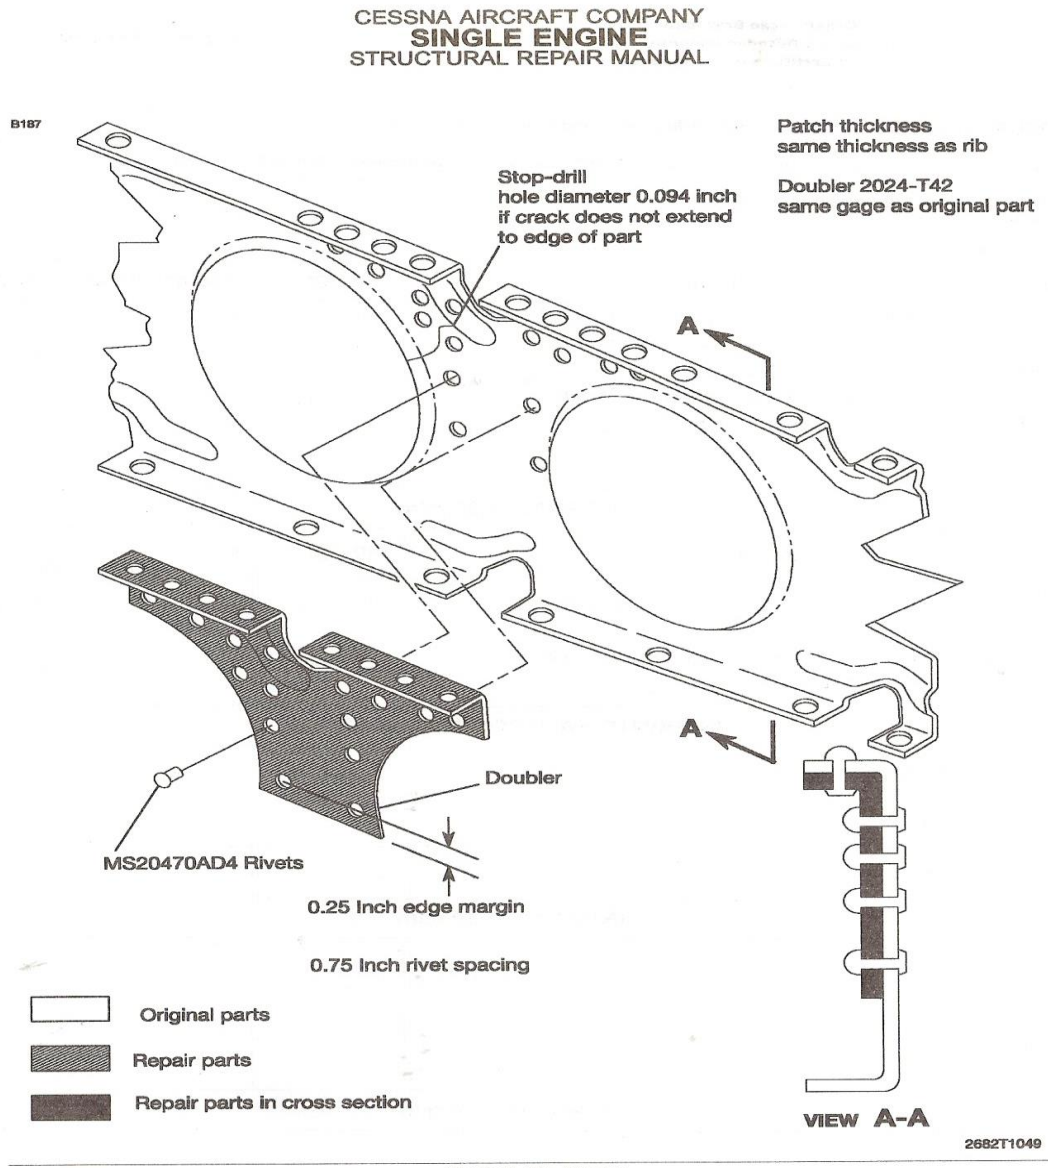 CESSNA AIRCRAFT COMPANY
SINGLE ENGINE
STRUCTURAL REPAIR MANUAL
B187
Patch thickness
same thickness as rib
Stop-drill
hole diameter 0.094 inch
if crack does not extend
to edge of part
Doubler 2024-T42
same gage as original part
A
A
Doubler
MS20470AD4 Rivets
0.25 Inch edge margin
0.75 Inch rivet spacing
Original parts
Repair parts
Repair parts in cross section
VIEW A-A
2682T1049